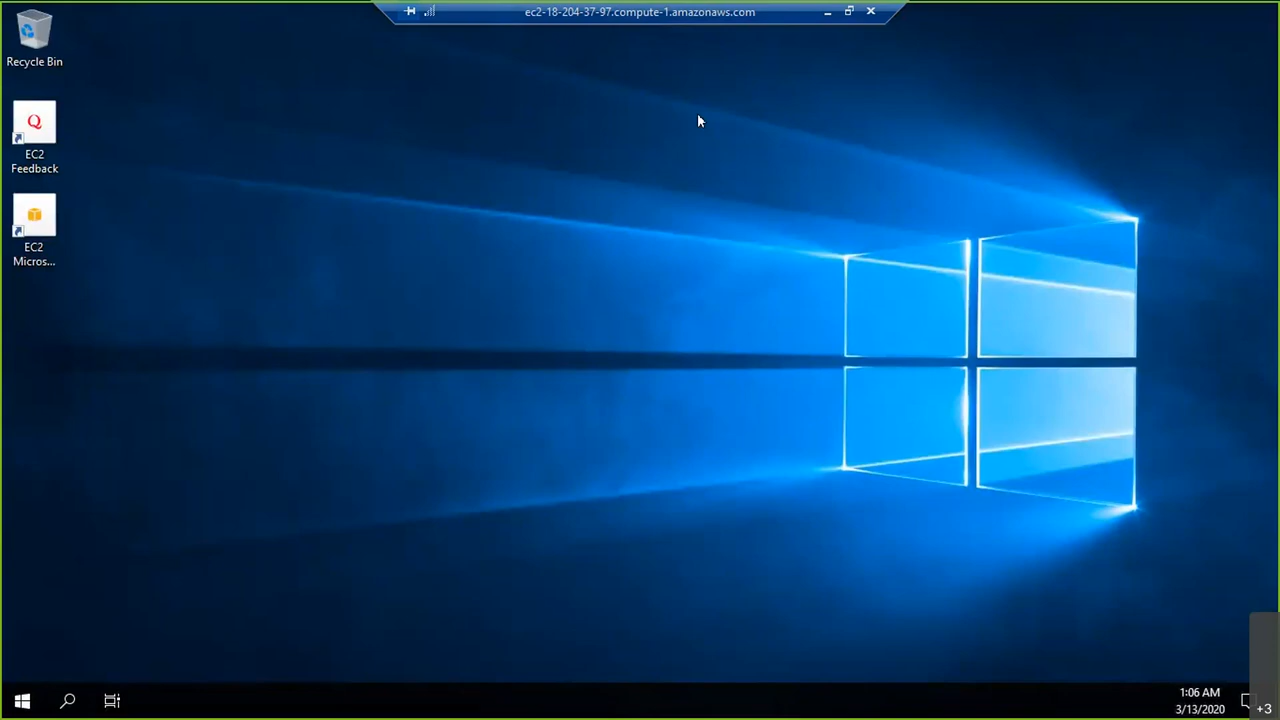 ec2-18-204-37-97.compute-1.amazonaws.com
Recycle Bin
Q
EC2
Feedback
EC2
Micros...
1:06 AM
3/13/2020
+3